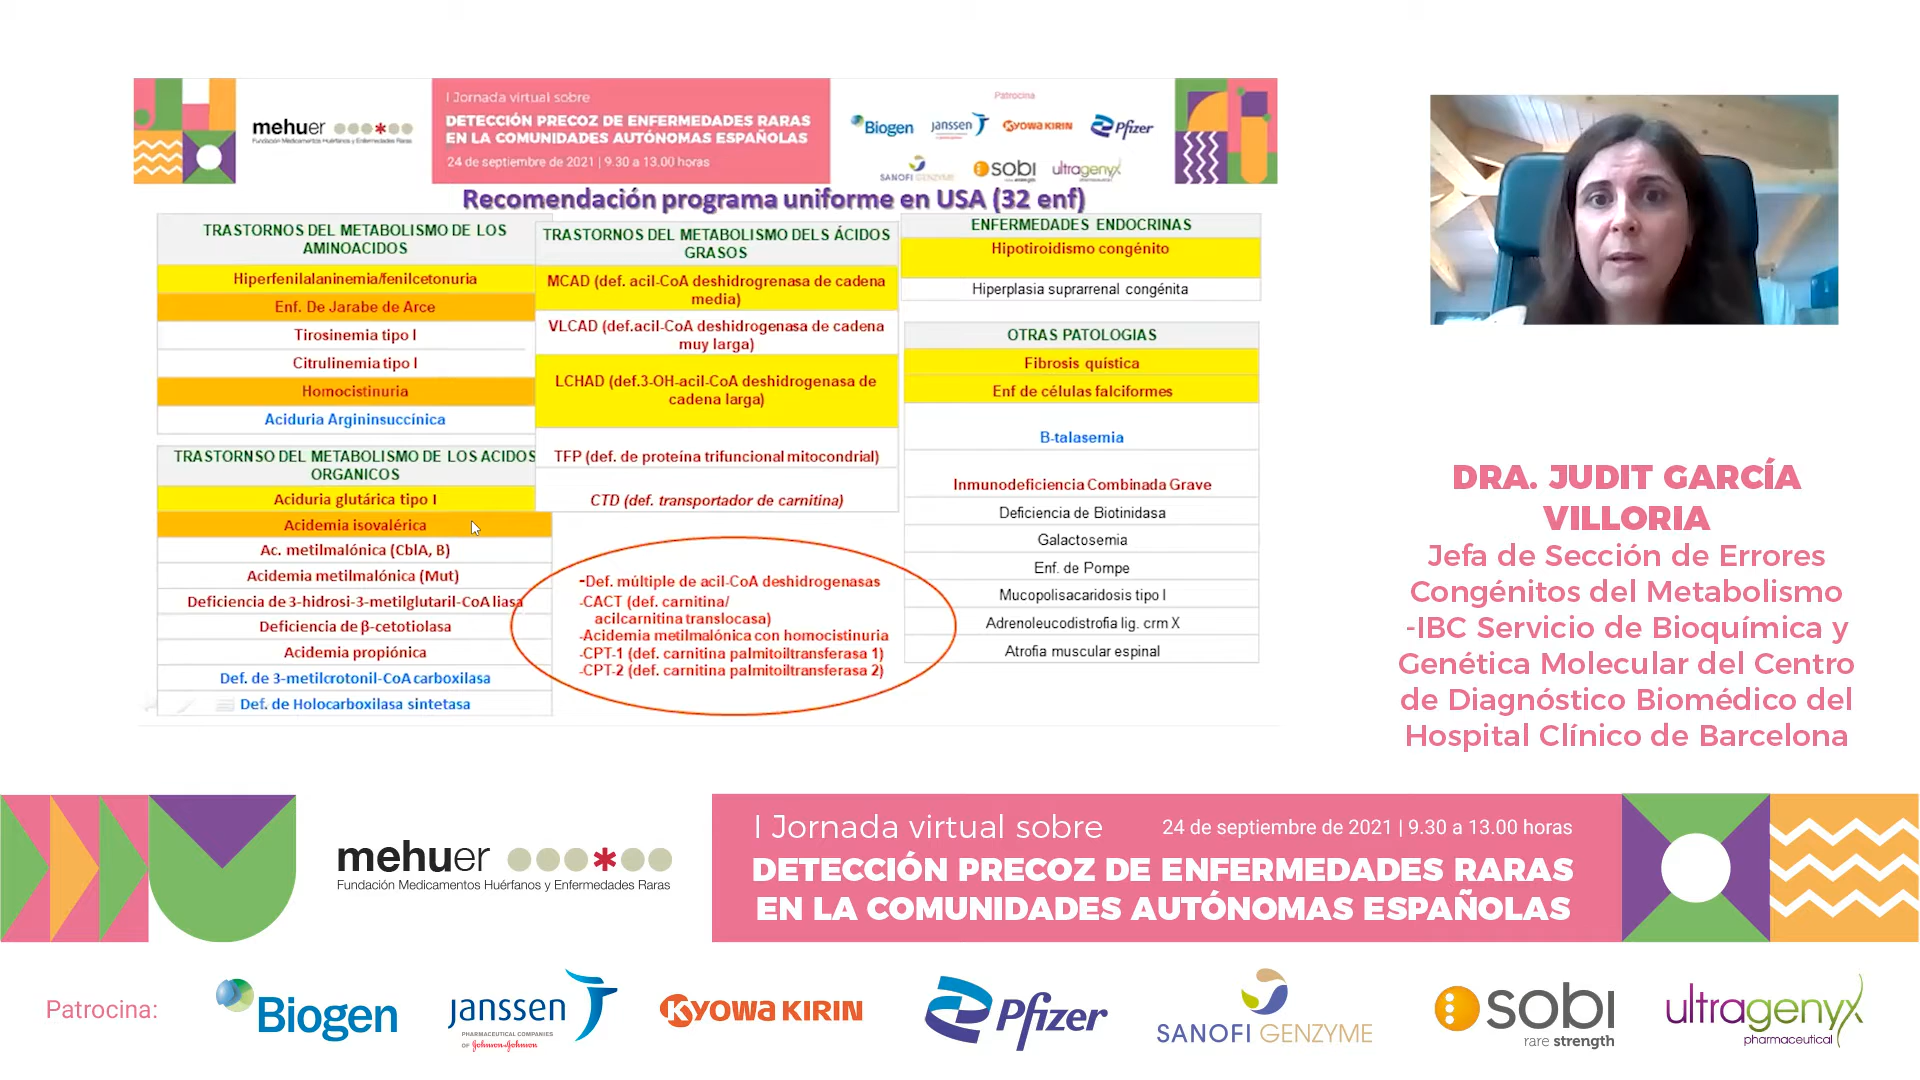 mehuer
Fundación Medicamentos Huérfanos y Enfermedades Raras
I Jornada virtual sobre
DETECCIÓN PRECOZ DE ENFERMEDADES RARAS
EN LA COMUNIDADES AUTÓNOMAS ESPAÑOLAS
24 de septiembre de 2021 | 9.30 a 13.00 horas
Patrocina
Biogen
janssen
KYOWA KIRIN
Pfizer
SANOFI GENZYME
sobi
rare strength
ultragenyx
pharmaceutical
Recomendación programa uniforme en USA (32 enf)
TRASTORNOS DEL METABOLISMO DE LOS
AMINOACIDOS
Hiperfenilalaninemia/fenilcetonuria
Enf. De Jarabe de Arce
Tirosinemia tipo I
Citrulinemia tipo I
Homocistinuria
Aciduria Argininsuccínica
TRASTORNSO DEL METABOLISMO DE LOS ACIDOS
ORGANICOS
Aciduria glutárica tipo I
Acidemia isovalérica
Ac. metilmalónica (CblA, B)
Acidemia metilmalónica (Mut)
Deficiencia de 3-hidrosi-3-metilglutaril-CoA liasa
Deficiencia de β-cetotiolasa
Acidemia propiónica
Def. de 3-metilcrotonil-CoA carboxilasa
Def. de Holocarboxilasa sintetasa
TRASTORNOS DEL METABOLISMO DELS ÁCIDOS
GRASOS
MCAD (def. acil-CoA deshidrogrenasa de cadena
media)
VLCAD (def.acil-CoA deshidrogenasa de cadena
muy larga)
LCHAD (def.3-OH-acil-CoA deshidrogenasa de
cadena larga)
TFP (def. de proteína trifuncional mitocondrial)
CTD (def. transportador de carnitina)
-Def. múltiple de acil-CoA deshidrogenasas
-CACT (def. carnitina/
acilcarnitina translocasa)
-Acidemia metilmalónica con homocistinuria
-CPT-1 (def. carnitina palmitoiltransferasa 1)
-CPT-2 (def. carnitina palmitoiltransferasa 2)
ENFERMEDADES ENDOCRINAS
Hipotiroidismo congénito
Hiperplasia suprarrenal congénita
OTRAS PATOLOGIAS
Fibrosis quística
Enf de células falciformes
B-talasemia
Inmunodeficiencia Combinada Grave
Deficiencia de Biotinidasa
Galactosemia
Enf. de Pompe
Mucopolisacaridosis tipo I
Adrenoleucodistrofia lig. crm X
Atrofia muscular espinal
DRA. JUDIT GARCÍA
VILLORIA
Jefa de Sección de Errores
Congénitos del Metabolismo
-IBC Servicio de Bioquímica y
Genética Molecular del Centro
de Diagnóstico Biomédico del
Hospital Clínico de Barcelona
mehuer
Fundación Medicamentos Huérfanos y Enfermedades Raras
I Jornada virtual sobre
24 de septiembre de 2021 | 9.30 a 13.00 horas
DETECCIÓN PRECOZ DE ENFERMEDADES RARAS
EN LA COMUNIDADES AUTÓNOMAS ESPAÑOLAS
Patrocina:
Biogen
janssen
PHARMACEUTICAL COMPANIES
OF Johnson & Johnson
KYOWA KIRIN
Pfizer
SANOFI GENZYME
sobi
rare strength
ultragenyx
pharmaceutical